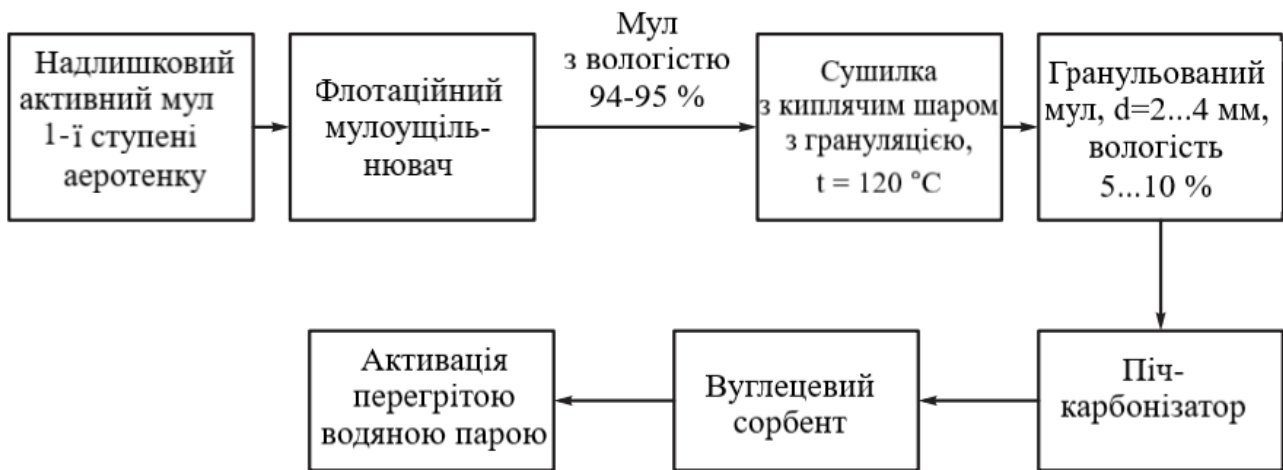 Надлишковий
активний мул
1-ї ступені
аеротенку
Флотаційний
мулоущіль-
нювач
Мул
з вологістю
94-95 %
Сушилка
з киплячим шаром
з грануляцією,
t = 120 °C
Гранульований
мул, d=2...4 мм,
вологість
5...10 %
Піч-
карбонізатор
Вуглецевий
сорбент
Активація
перегрітою
водяною парою